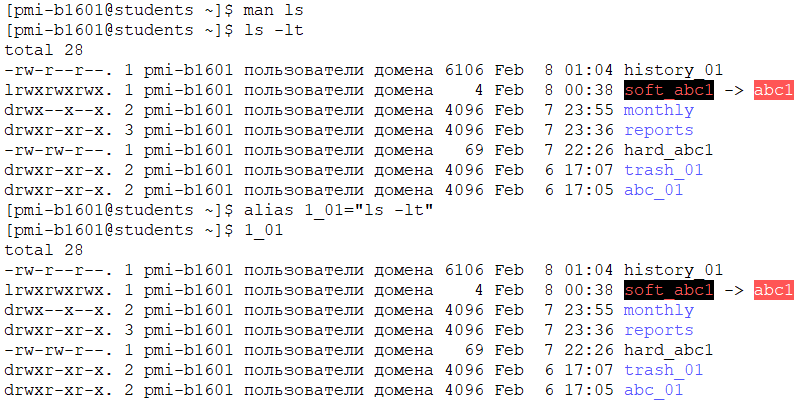 [pmi-b1601@students ~]$ man ls
[pmi-b1601@students ~]$ ls -lt
total 28
-rw-r--r--. 1 pmi-b1601 пользователи домена 6106 Feb  8 01:04 history_01
lrwxrwxrwx. 1 pmi-b1601 пользователи домена    4 Feb  8 00:38 soft_abc1 -> abc1
drwx--x--x. 2 pmi-b1601 пользователи домена 4096 Feb  7 23:55 monthly
drwxr-xr-x. 3 pmi-b1601 пользователи домена 4096 Feb  7 23:36 reports
-rw-rw-r--. 1 pmi-b1601 пользователи домена   69 Feb  7 22:26 hard_abc1
drwxr-xr-x. 2 pmi-b1601 пользователи домена 4096 Feb  6 17:07 trash_01
drwxr-xr-x. 2 pmi-b1601 пользователи домена 4096 Feb  6 17:05 abc_01
[pmi-b1601@students ~]$ alias 1_01="ls -lt"
[pmi-b1601@students ~]$ 1_01
total 28
-rw-r--r--. 1 pmi-b1601 пользователи домена 6106 Feb  8 01:04 history_01
lrwxrwxrwx. 1 pmi-b1601 пользователи домена    4 Feb  8 00:38 soft_abc1 -> abc1
drwx--x--x. 2 pmi-b1601 пользователи домена 4096 Feb  7 23:55 monthly
drwxr-xr-x. 3 pmi-b1601 пользователи домена 4096 Feb  7 23:36 reports
-rw-rw-r--. 1 pmi-b1601 пользователи домена   69 Feb  7 22:26 hard_abc1
drwxr-xr-x. 2 pmi-b1601 пользователи домена 4096 Feb  6 17:07 trash_01
drwxr-xr-x. 2 pmi-b1601 пользователи домена 4096 Feb  6 17:05 abc_01